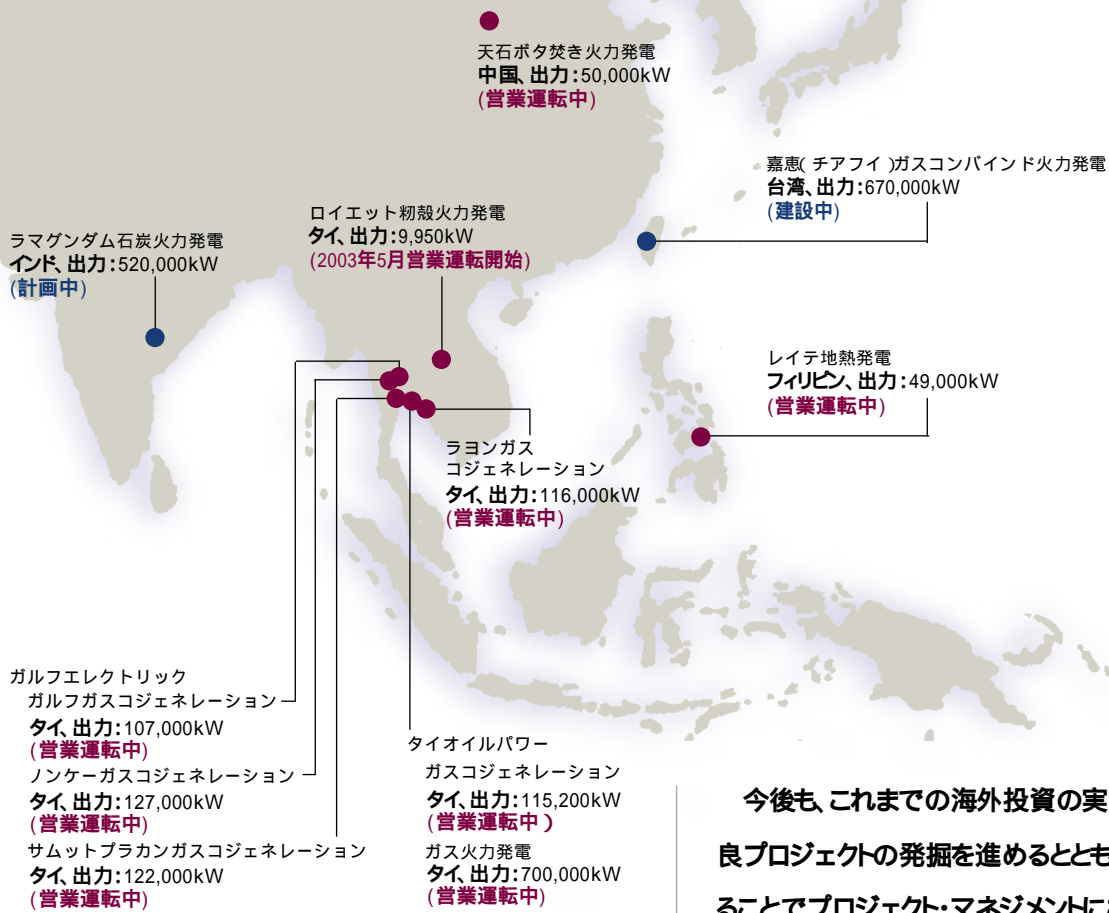 天石ボタ焚き火力発電
中国、出力：50,000kW
(営業運転中)
嘉恵(チアフイ)ガスコンバインド火力発電
台湾、出力：670,000kW
(建設中)
ロイエット籾殻火力発電
タイ、出力：9,950kW
(2003年5月営業運転開始)
ラマグンダム石炭火力発電
インド、出力：520,000kW
(計画中)
レイテ地熱発電
フィリピン、出力：49,000kW
(営業運転中)
ラヨンガス
コジェネレーション
タイ、出力：116,000kW
(営業運転中)
ガルフエレクトリック
ガルフガスコジェネレーション
タイ、出力：107,000kW
(営業運転中)
ノンケーガスコジェネレーション
タイ、出力：127,000kW
(営業運転中)
サムットプラカンガスコジェネレーション
タイ、出力：122,000kW
(営業運転中)
タイオイルパワー
ガスコジェネレーション
タイ、出力：115,200kW
(営業運転中)
ガス火力発電
タイ、出力：700,000kW
(営業運転中)
今後も、これまでの海外投資の実
良プロジェクトの発掘を進めるととも
ることでプロジェクト・マネジメントに